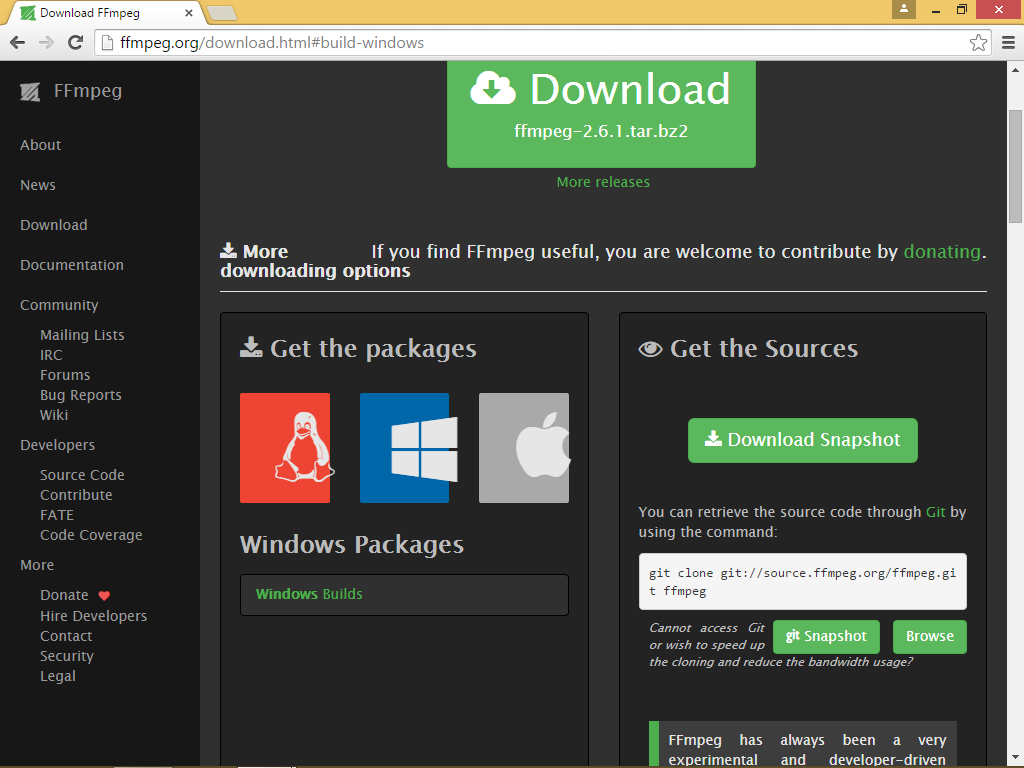 Download FFmpeg
ffmpeg.org/download.html#build-windows
FFmpeg
About
News
Download
Documentation
Community
Mailing Lists
IRC
Forums
Bug Reports
Wiki
Developers
Source Code
Contribute
FATE
Code Coverage
More
Donate
Hire Developers
Contact
Security
Legal
Download
ffmpeg-2.6.1.tar.bz2
More releases
More downloading options
If you find FFmpeg useful, you are welcome to contribute by donating.
Get the packages
Windows Packages
Windows Builds
Get the Sources
Download Snapshot
You can retrieve the source code through Git by
using the command:
git clone git://source.ffmpeg.org/ffmpeg.gi
t ffmpeg
Cannot access Git
or wish to speed up
the cloning and reduce the bandwidth usage?
git Snapshot
Browse
FFmpeg has always been a very
experimental and developer-driven